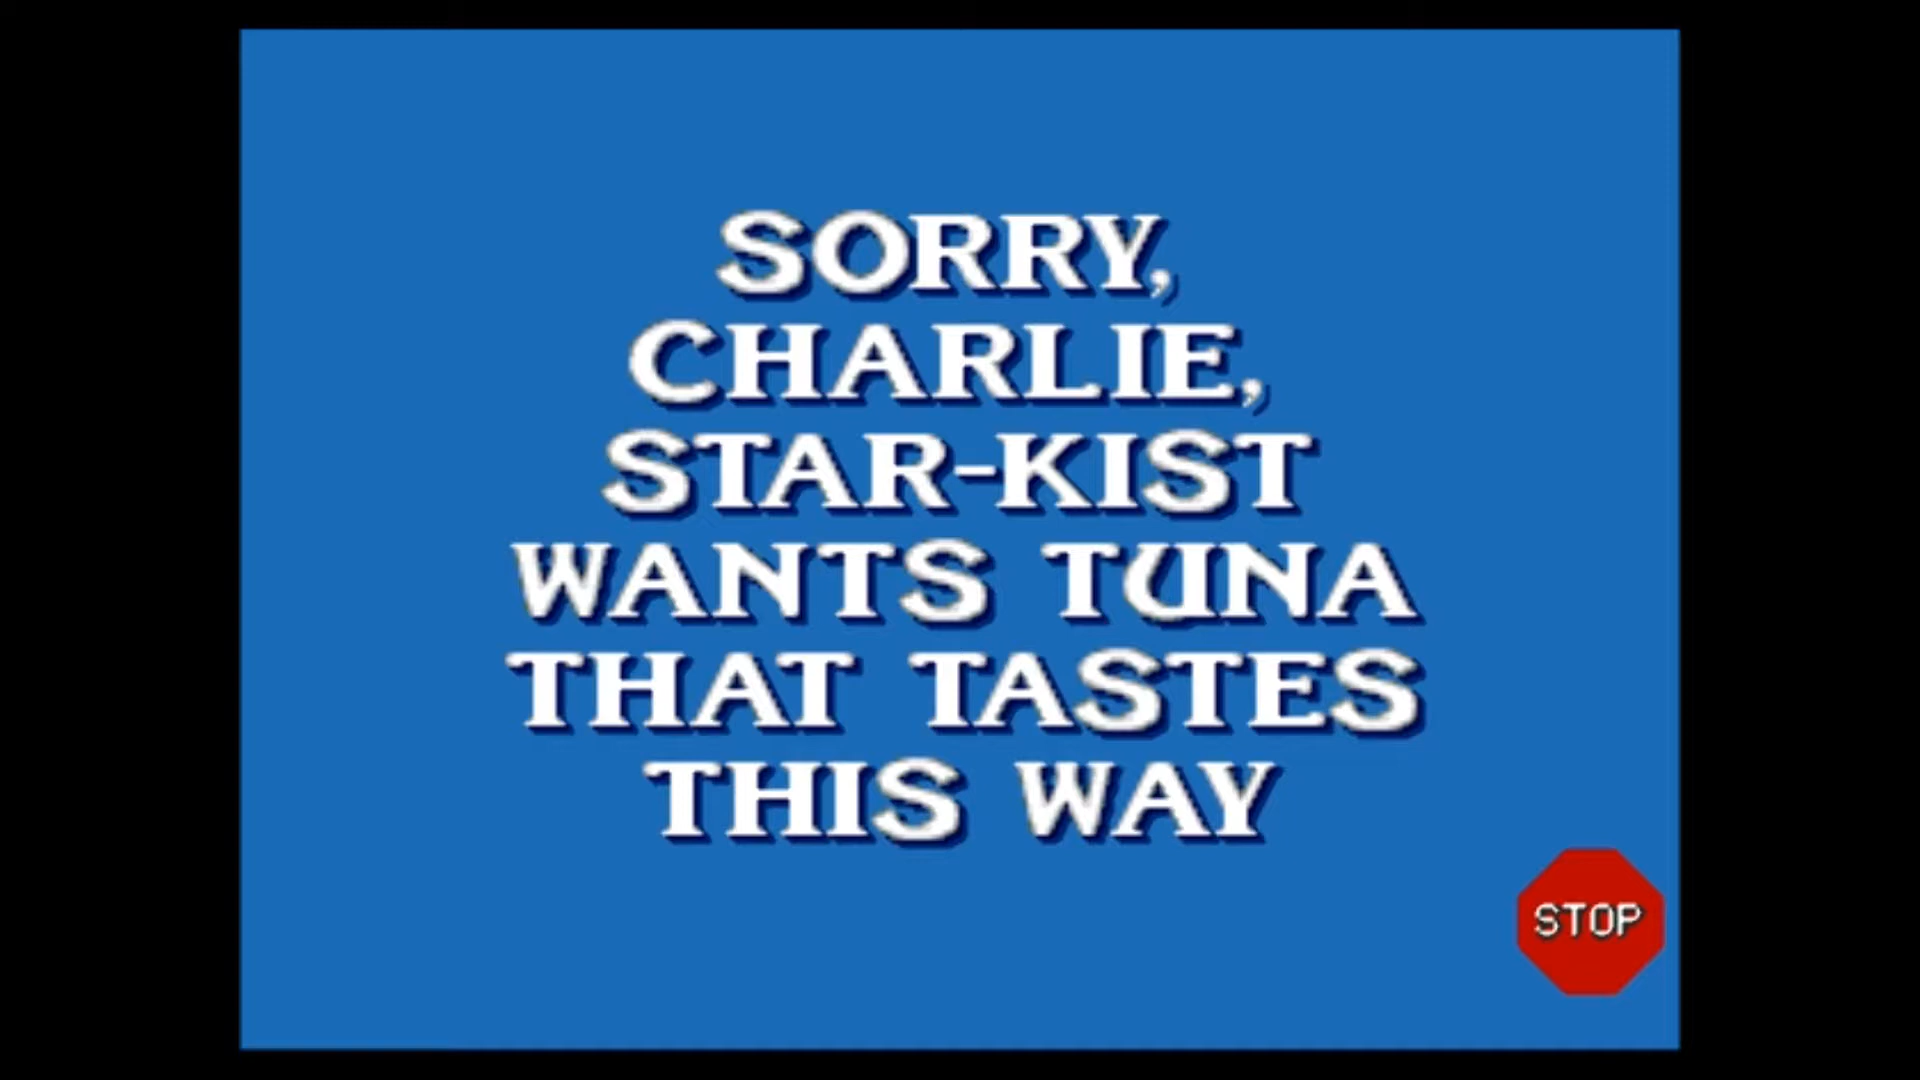 SORRY,
CHARLIE,
STAR-KIST
WANTS TUNA
THAT TASTES
THIS WAY
STOP